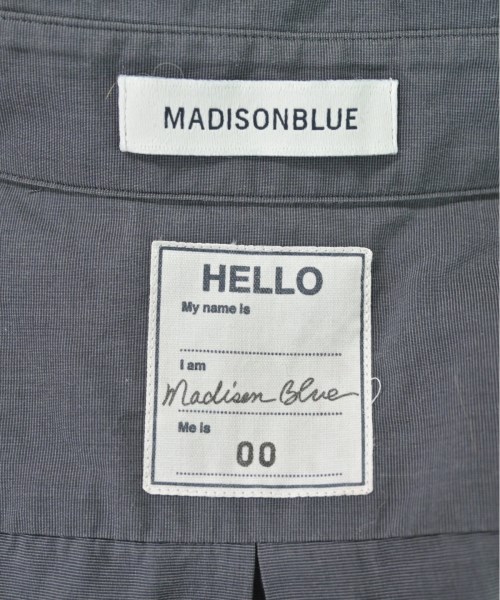 MADISONBLUE
HELLO
My name is
I am
Madison Blue
Me is
00